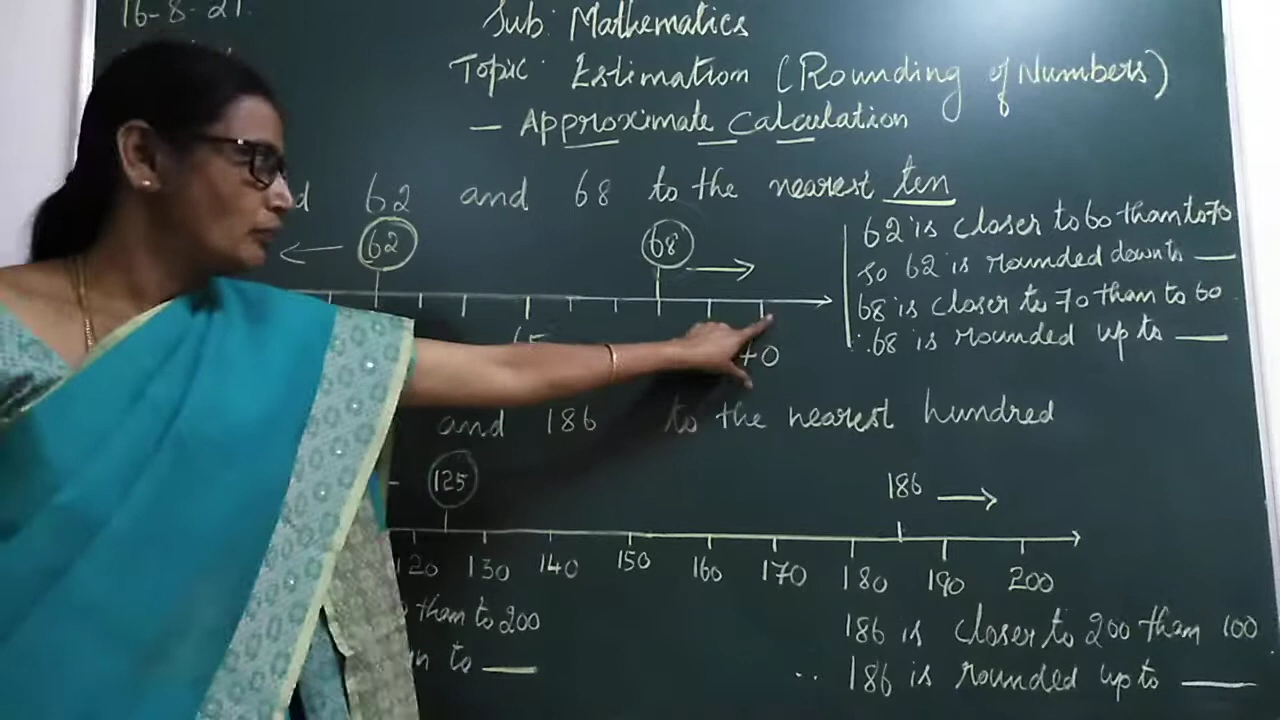 16-8-21.
Sub: Mathematics
Topic: Estimation (Rounding of Numbers)
— Approximate Calculation
62 and 68 to the nearest ten
62
68
65
70
62 is closer to 60 than to 70
so 62 is rounded down to —
68 is closer to 70 than to 60.
∴ 68 is rounded up to —
and 186 to the nearest hundred
125
186
120 130 140 150 160 170 180 190 200
than to 200
to —
186 is closer to 200 than 100
∴ 186 is rounded up to —